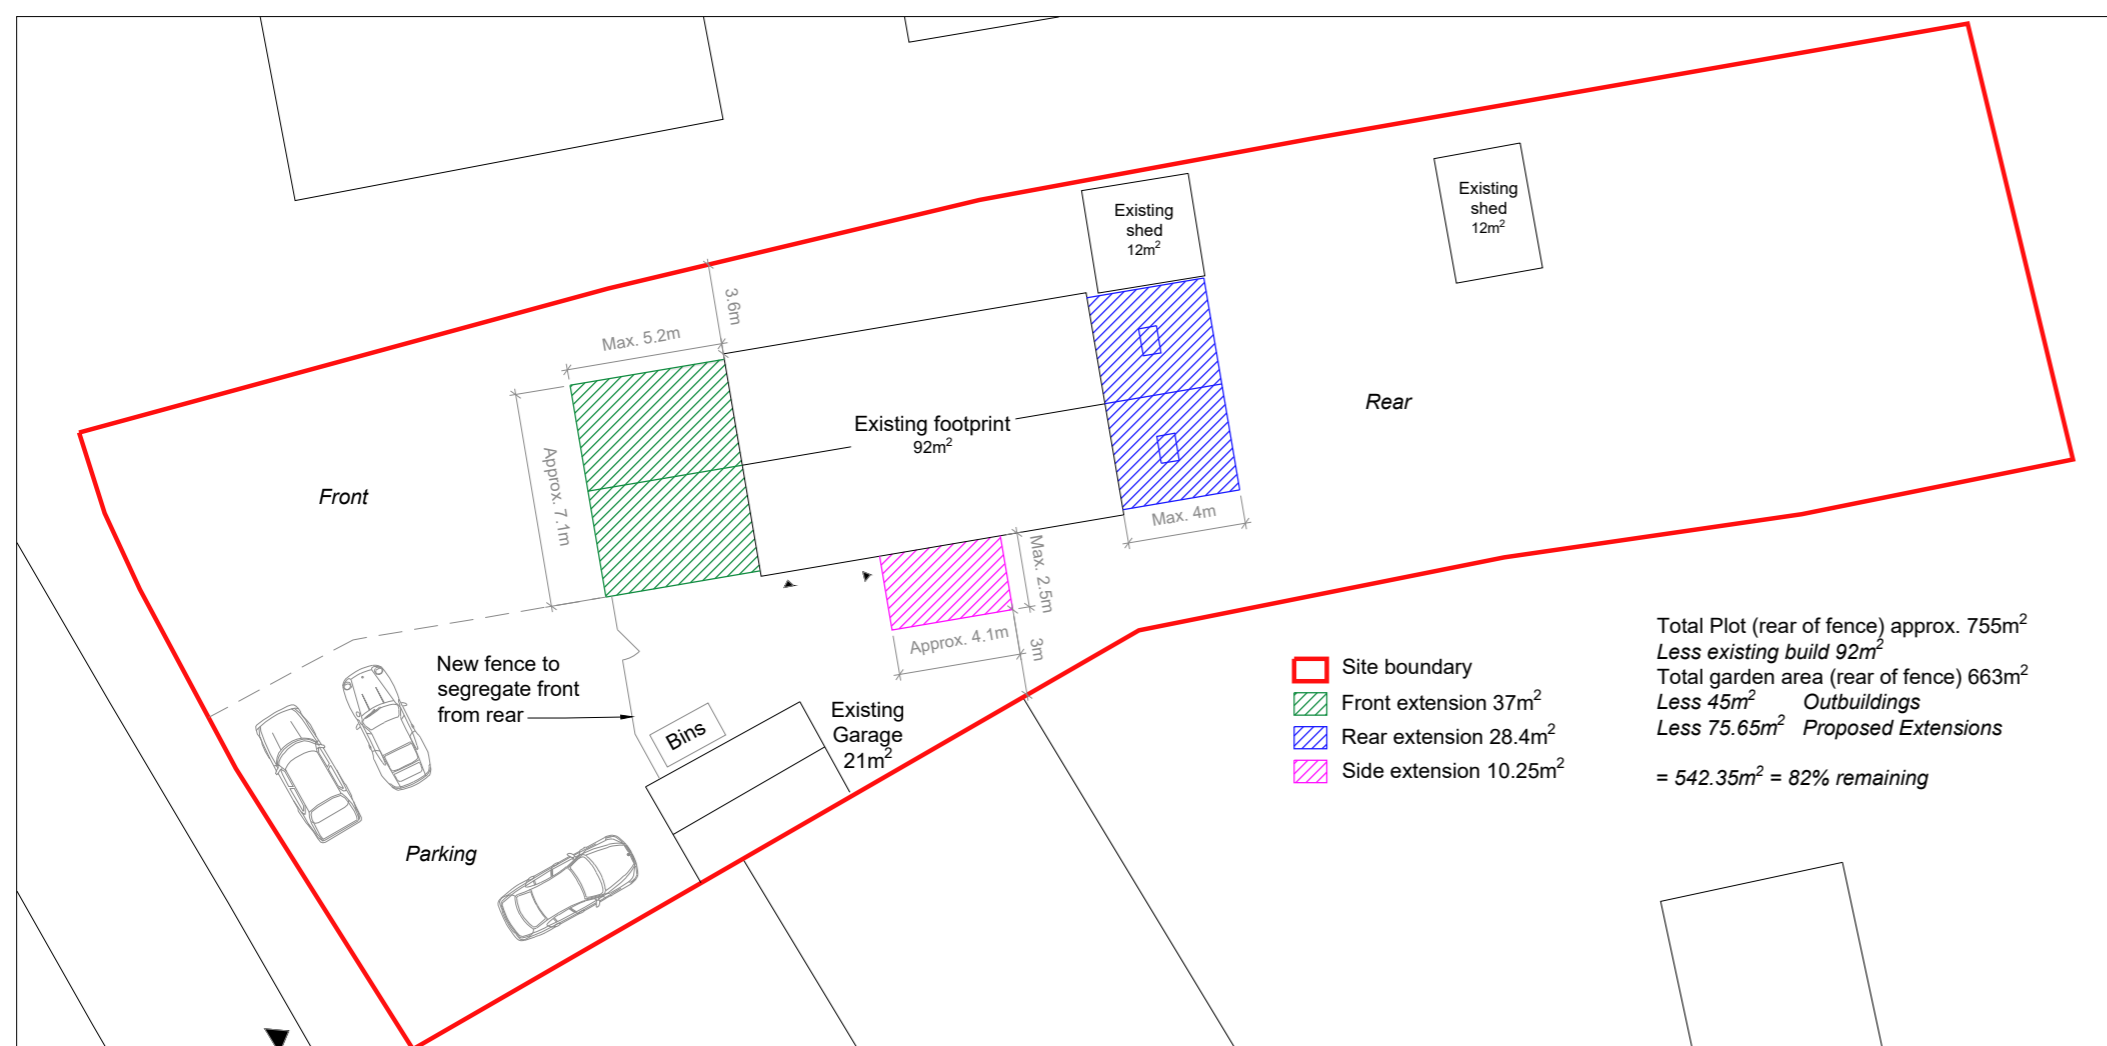 Existing
shed
12m²
Existing
shed
12m²
3.6m
Max. 5.2m
Approx. 7.1m
Existing footprint
92m²
Rear
Front
Max. 4m
Max. 2.5m
Approx. 4.1m
3m
New fence to
segregate front
from rear
Bins
Existing
Garage
21m²
Parking
Site boundary
Front extension 37m²
Rear extension 28.4m²
Side extension 10.25m²
Total Plot (rear of fence) approx. 755m²
Less existing build 92m²
Total garden area (rear of fence) 663m²
Less 45m² Outbuildings
Less 75.65m² Proposed Extensions
= 542.35m² = 82% remaining